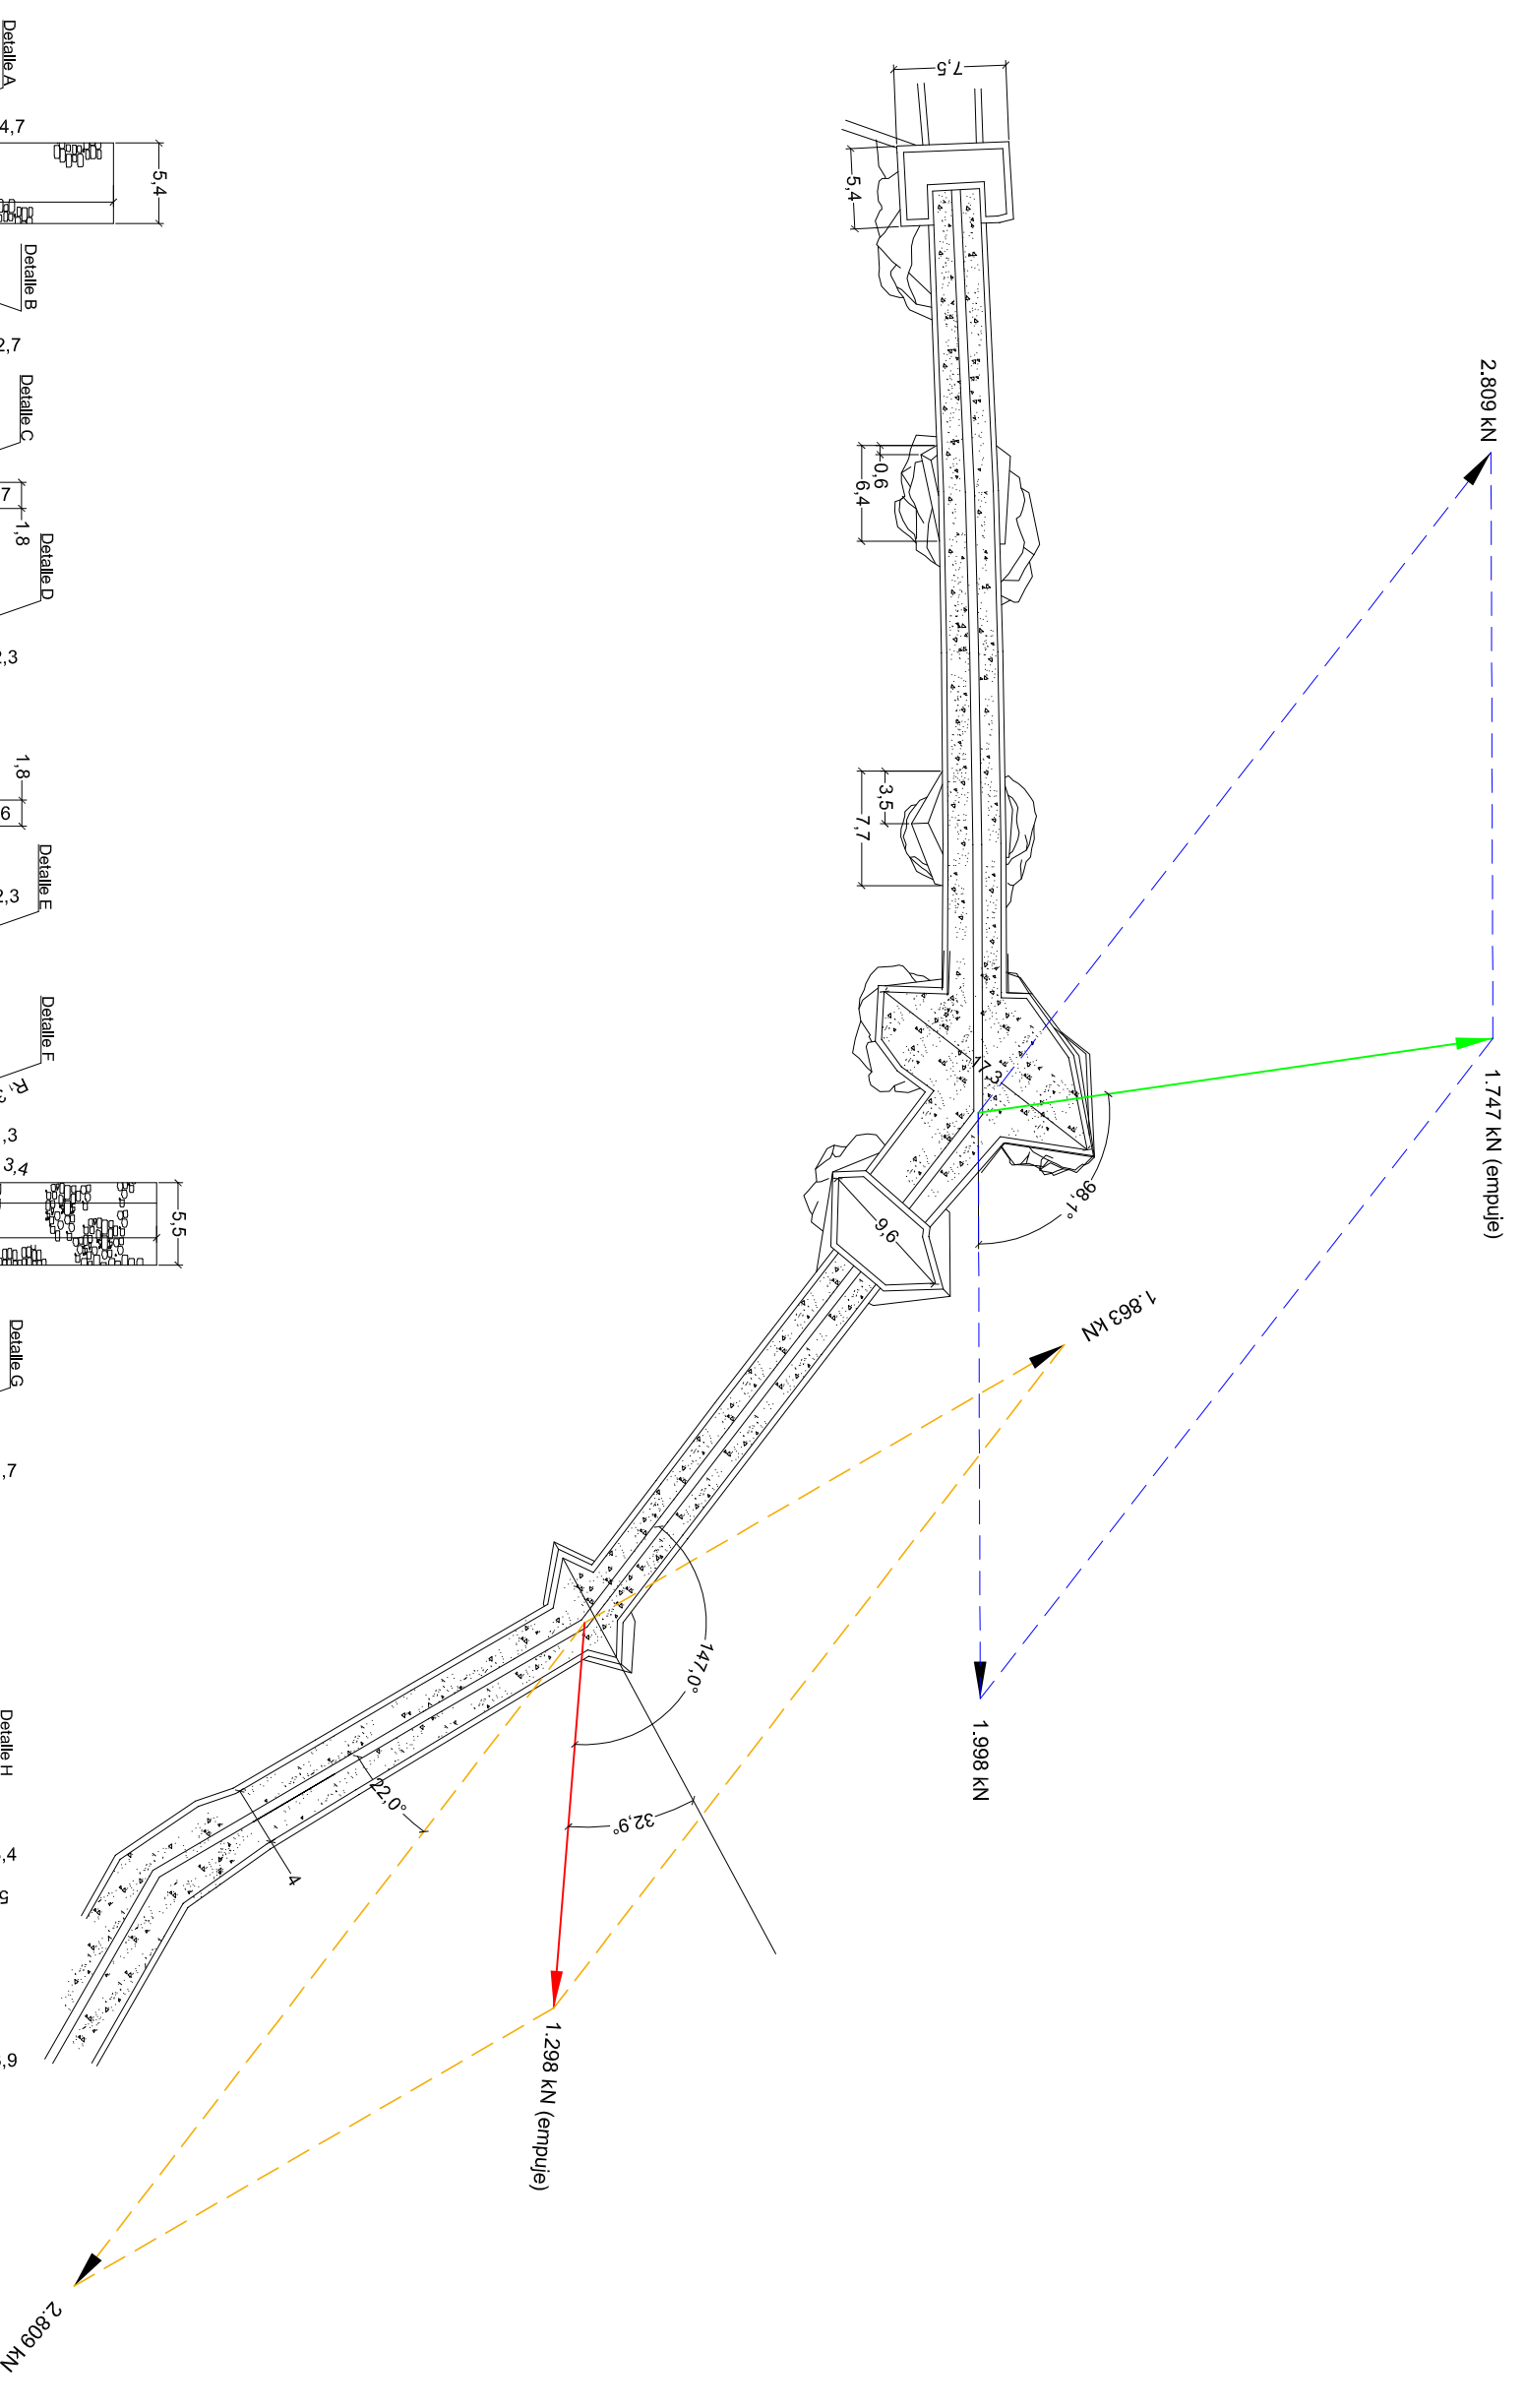 Detalle A
4,7
5,4
Detalle B
2,7
Detalle C
7
1,8
Detalle D
2,3
1,8
6
Detalle E
2,3
Detalle F
,3
3,4
5,5
Detalle G
,7
Detalle H
,4
,9
7,5
5,4
0,6
6,4
3,5
7,7
17,3
9,6
98,1°
2.809 kN
1.747 kN (empuje)
1.863 kN
1.998 kN
147,0°
32,9°
22,0°
4
1.298 kN (empuje)
2.809 kN